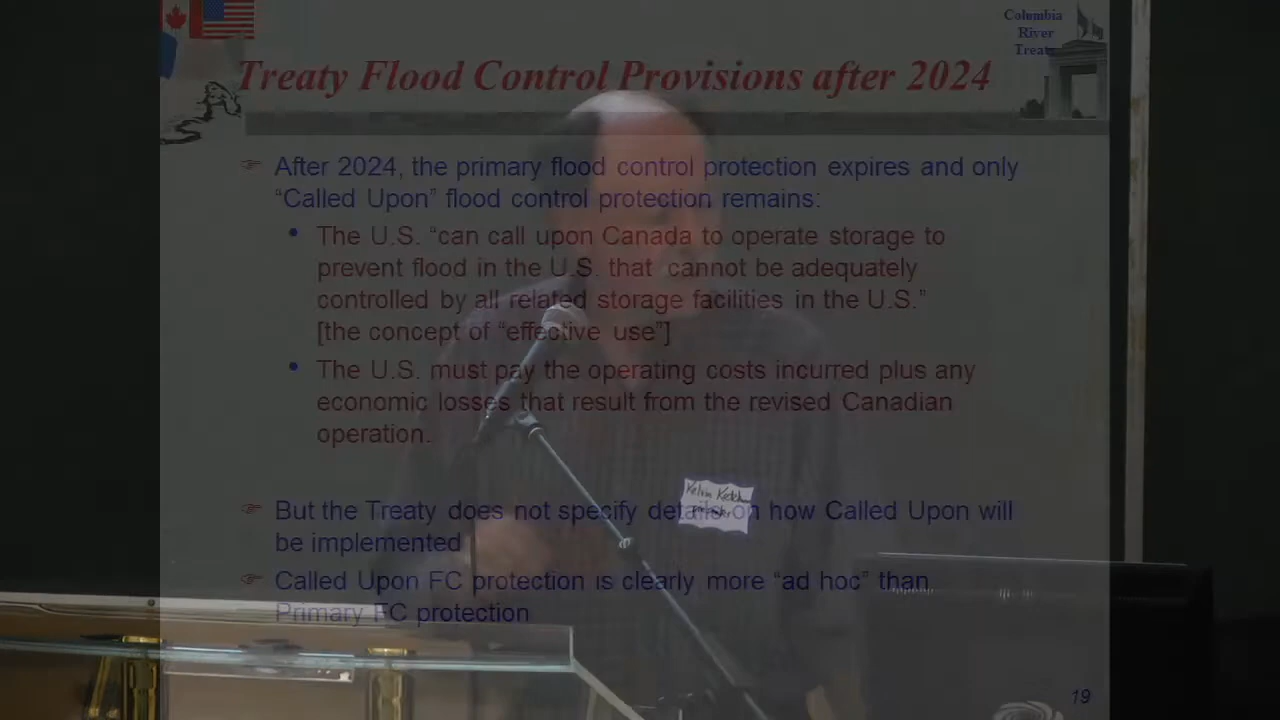 Columbia
River
Treaty
Treaty Flood Control Provisions after 2024
After 2024, the primary flood control protection expires and only
“Called Upon” flood control protection remains:
The U.S. “can call upon Canada to operate storage to
prevent flood in the U.S. that cannot be adequately
controlled by all related storage facilities in the U.S.”
[the concept of “effective use”]
The U.S. must pay the operating costs incurred plus any
economic losses that result from the revised Canadian
operation.
Kelvin
But the Treaty does not specify details on how Called Upon will
be implemented
Called Upon FC protection is clearly more “ad hoc” than
Primary FC protection
19